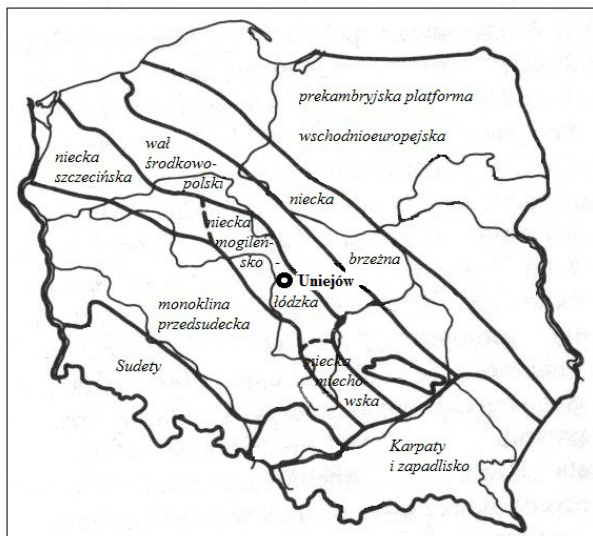 prekambryjska platforma
wschodnioeuropejska
wał
środkowo-
polski
niecka
szczecińska
niecka
brzeżna
niecka
mogileń-
sko -
łódzka
Uniejów
monoklina
przedsudecka
Sudety
niecka
miecho-
wska
Karpaty
i zapadlisko